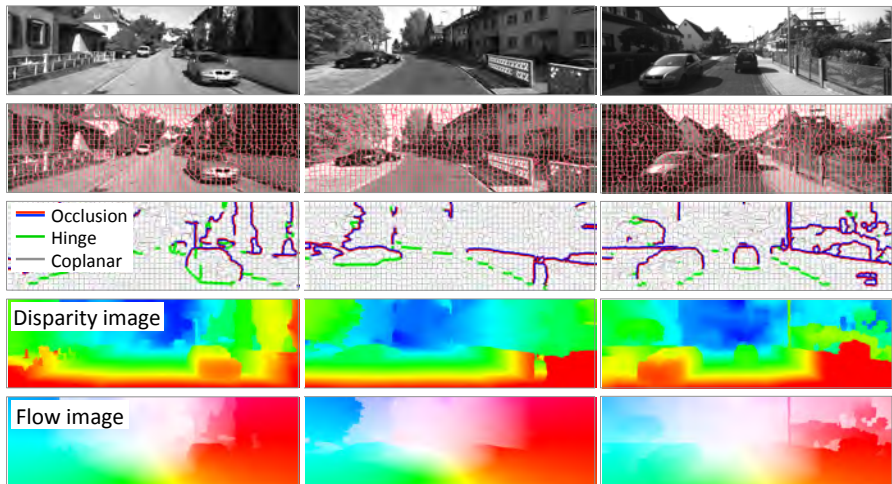 Occlusion
Hinge
Coplanar
Disparity image
Flow image